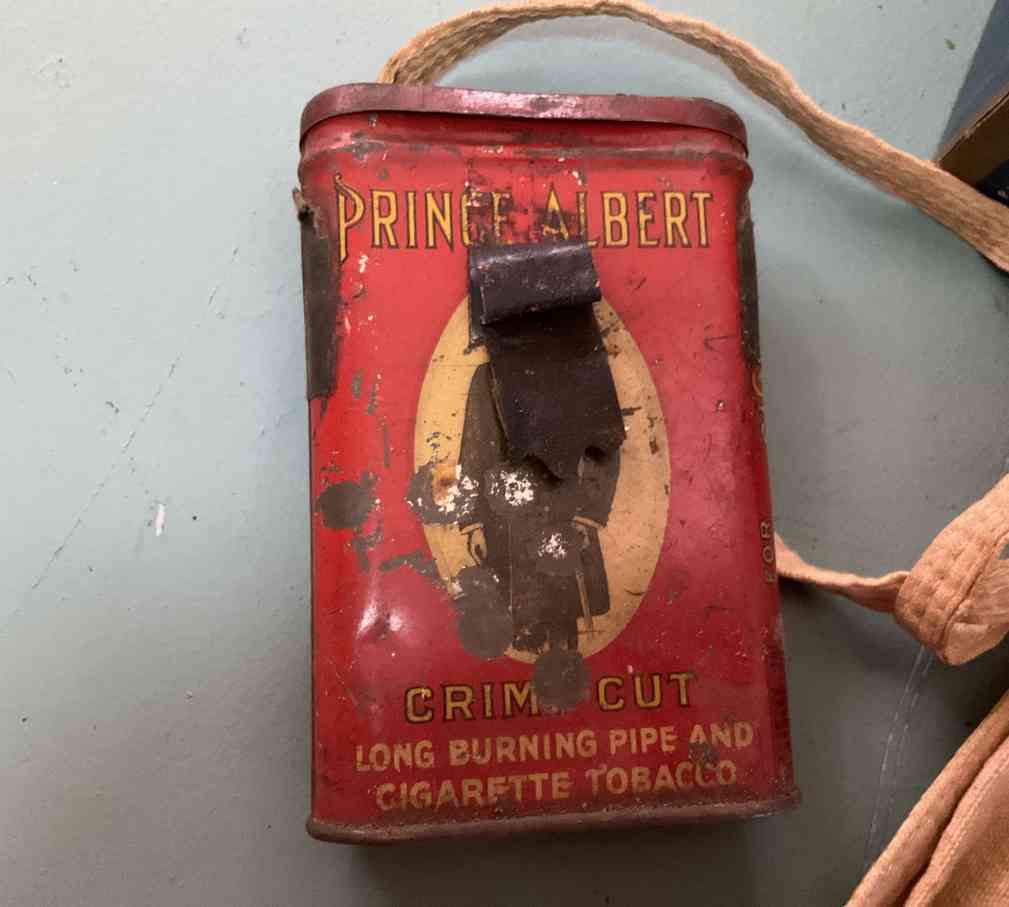 PRINCE ALBERT
CRIMP CUT
LONG BURNING PIPE AND
CIGARETTE TOBACCO
FOR